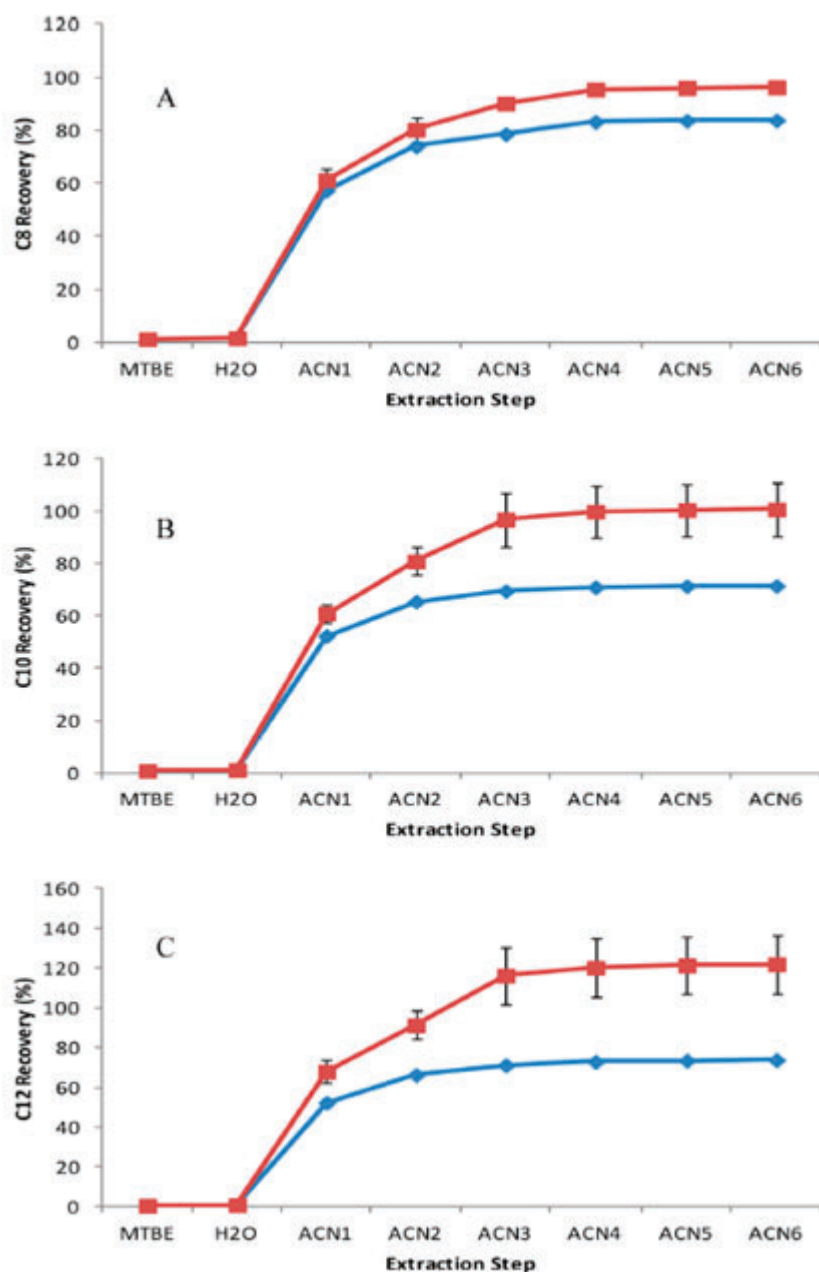 120
100
80
60
40
20
0
C8 Recovery (%)
A
MTBE H2O ACN1 ACN2 ACN3 ACN4 ACN5 ACN6
Extraction Step
120
100
80
60
40
20
0
C10 Recovery (%)
B
MTBE H2O ACN1 ACN2 ACN3 ACN4 ACN5 ACN6
Extraction Step
160
140
120
100
80
60
40
20
0
C12 Recovery (%)
C
MTBE H2O ACN1 ACN2 ACN3 ACN4 ACN5 ACN6
Extraction Step